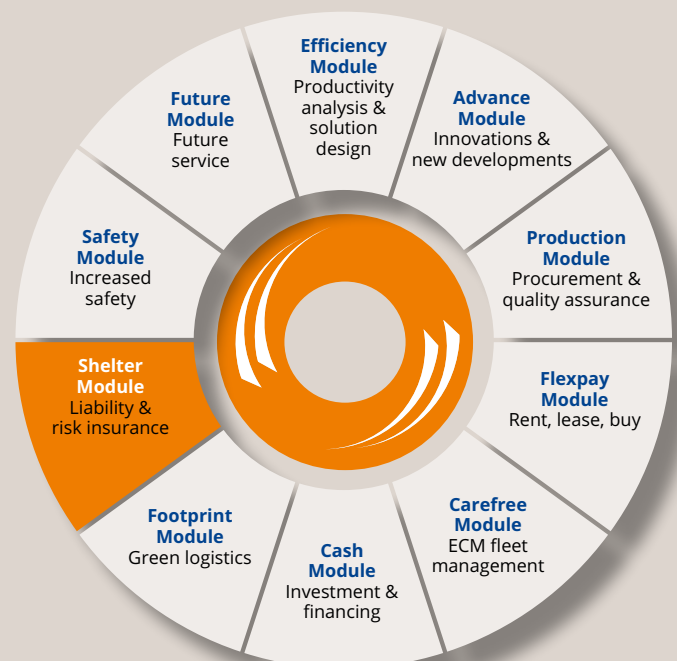 Efficiency
Module
Productivity
analysis &
solution
design
Advance
Module
Innovations &
new developments
Production
Module
Procurement &
quality assurance
Flexpay
Module
Rent, lease, buy
Carefree
Module
ECM fleet
management
Cash
Module
Investment &
financing
Footprint
Module
Green logistics
Shelter
Module
Liability &
risk insurance
Safety
Module
Increased
safety
Future
Module
Future
service